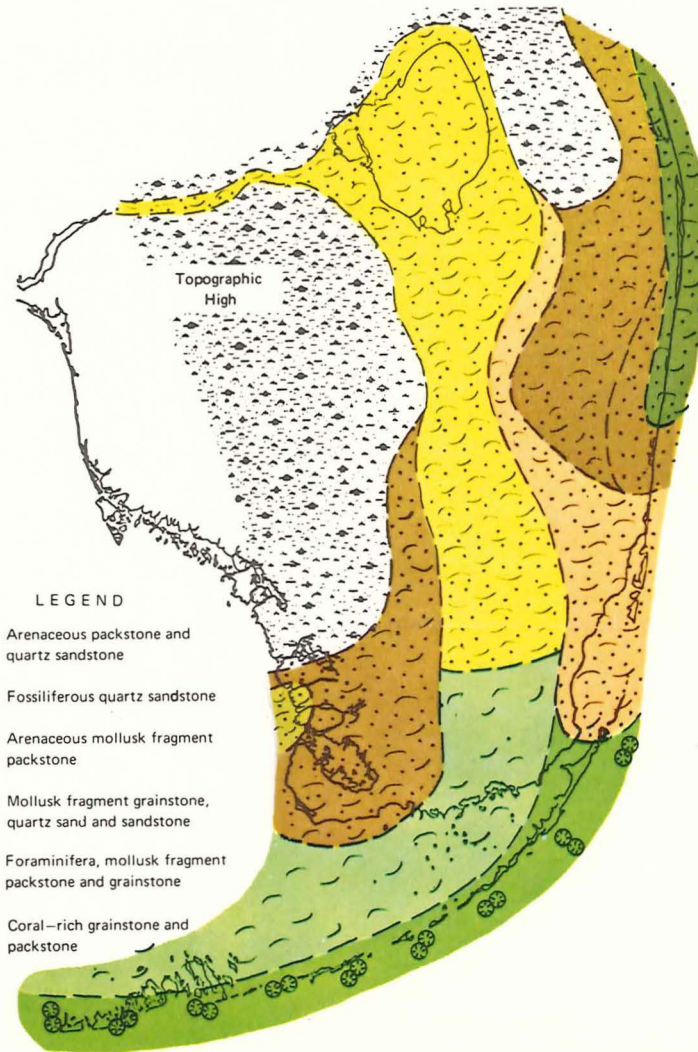 Topographic
High
LEGEND
Arenaceous packstone and
quartz sandstone
Fossiliferous quartz sandstone
Arenaceous mollusk fragment
packstone
Mollusk fragment grainstone,
quartz sand and sandstone
Foraminifera, mollusk fragment
packstone and grainstone
Coral–rich grainstone and
packstone